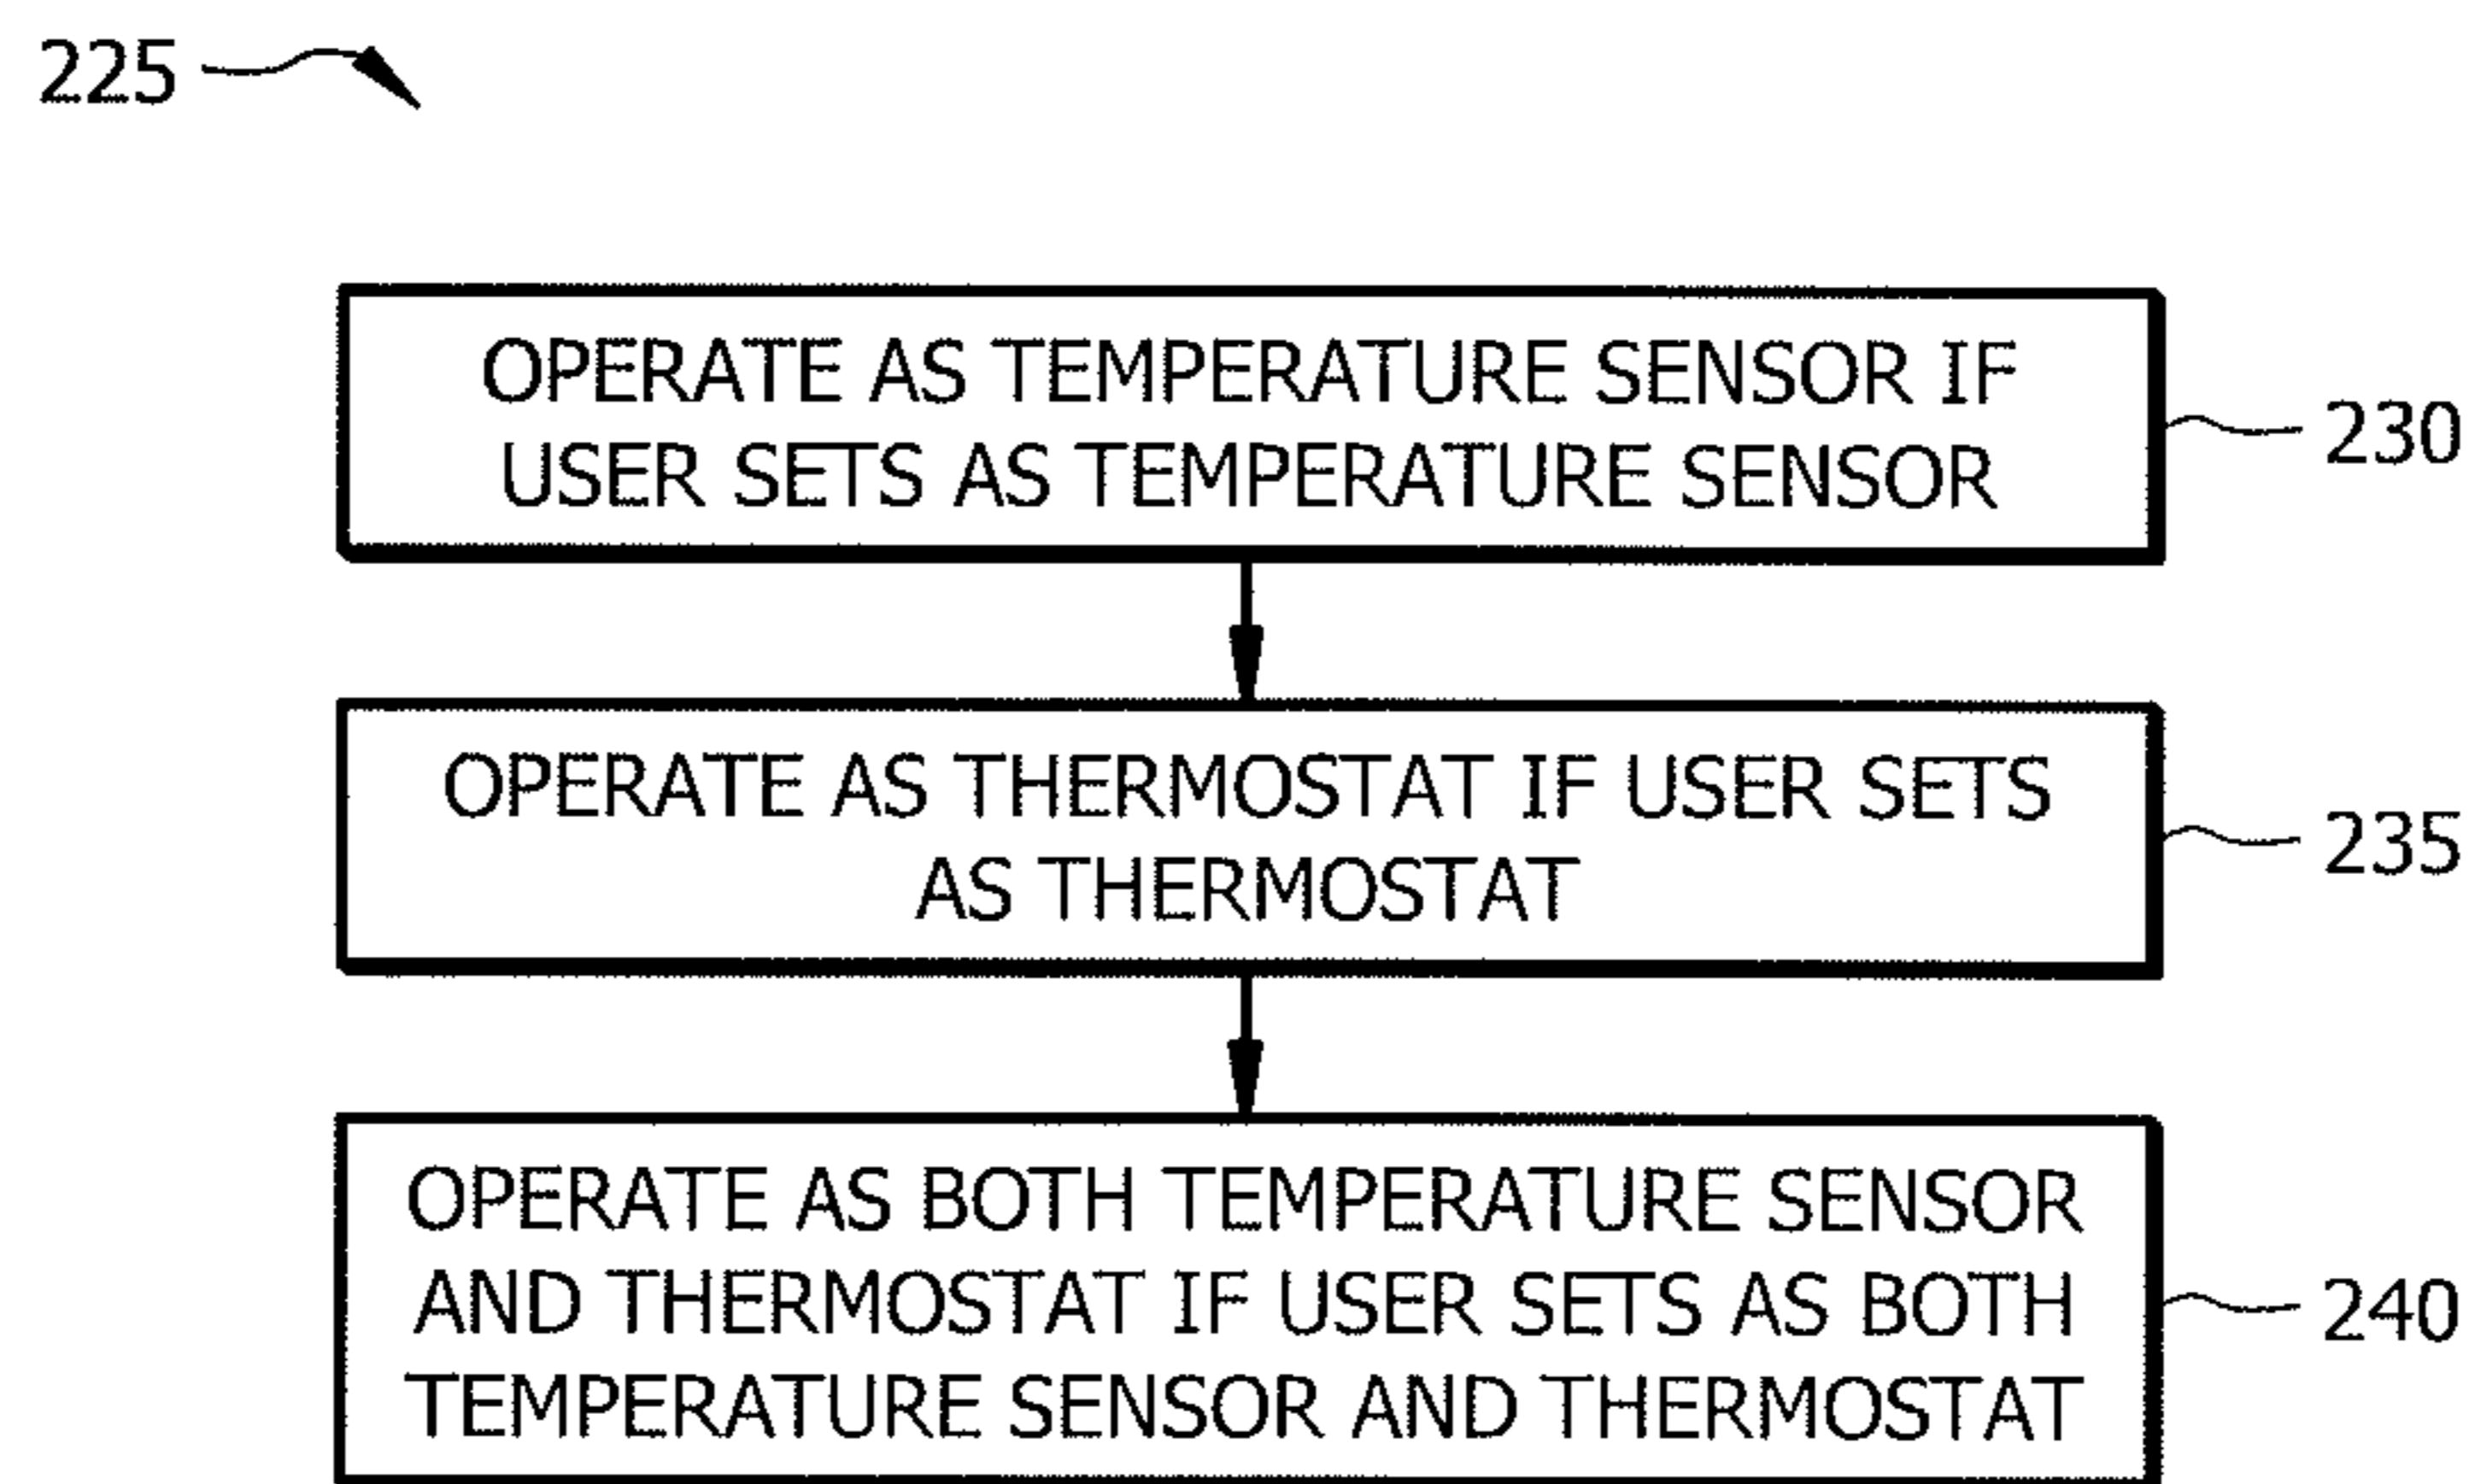 225
OPERATE AS TEMPERATURE SENSOR IF
USER SETS AS TEMPERATURE SENSOR
230
OPERATE AS THERMOSTAT IF USER SETS
AS THERMOSTAT
235
OPERATE AS BOTH TEMPERATURE SENSOR
AND THERMOSTAT IF USER SETS AS BOTH
TEMPERATURE SENSOR AND THERMOSTAT
240